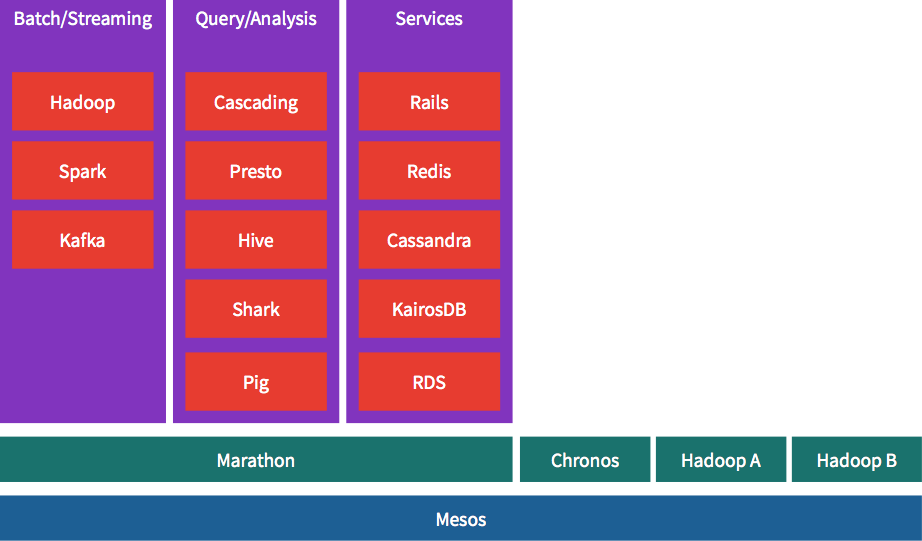 Batch/Streaming
Query/Analysis
Services
Hadoop
Cascading
Rails
Spark
Presto
Redis
Kafka
Hive
Cassandra
Shark
KairosDB
Pig
RDS
Marathon
Chronos
Hadoop A
Hadoop B
Mesos